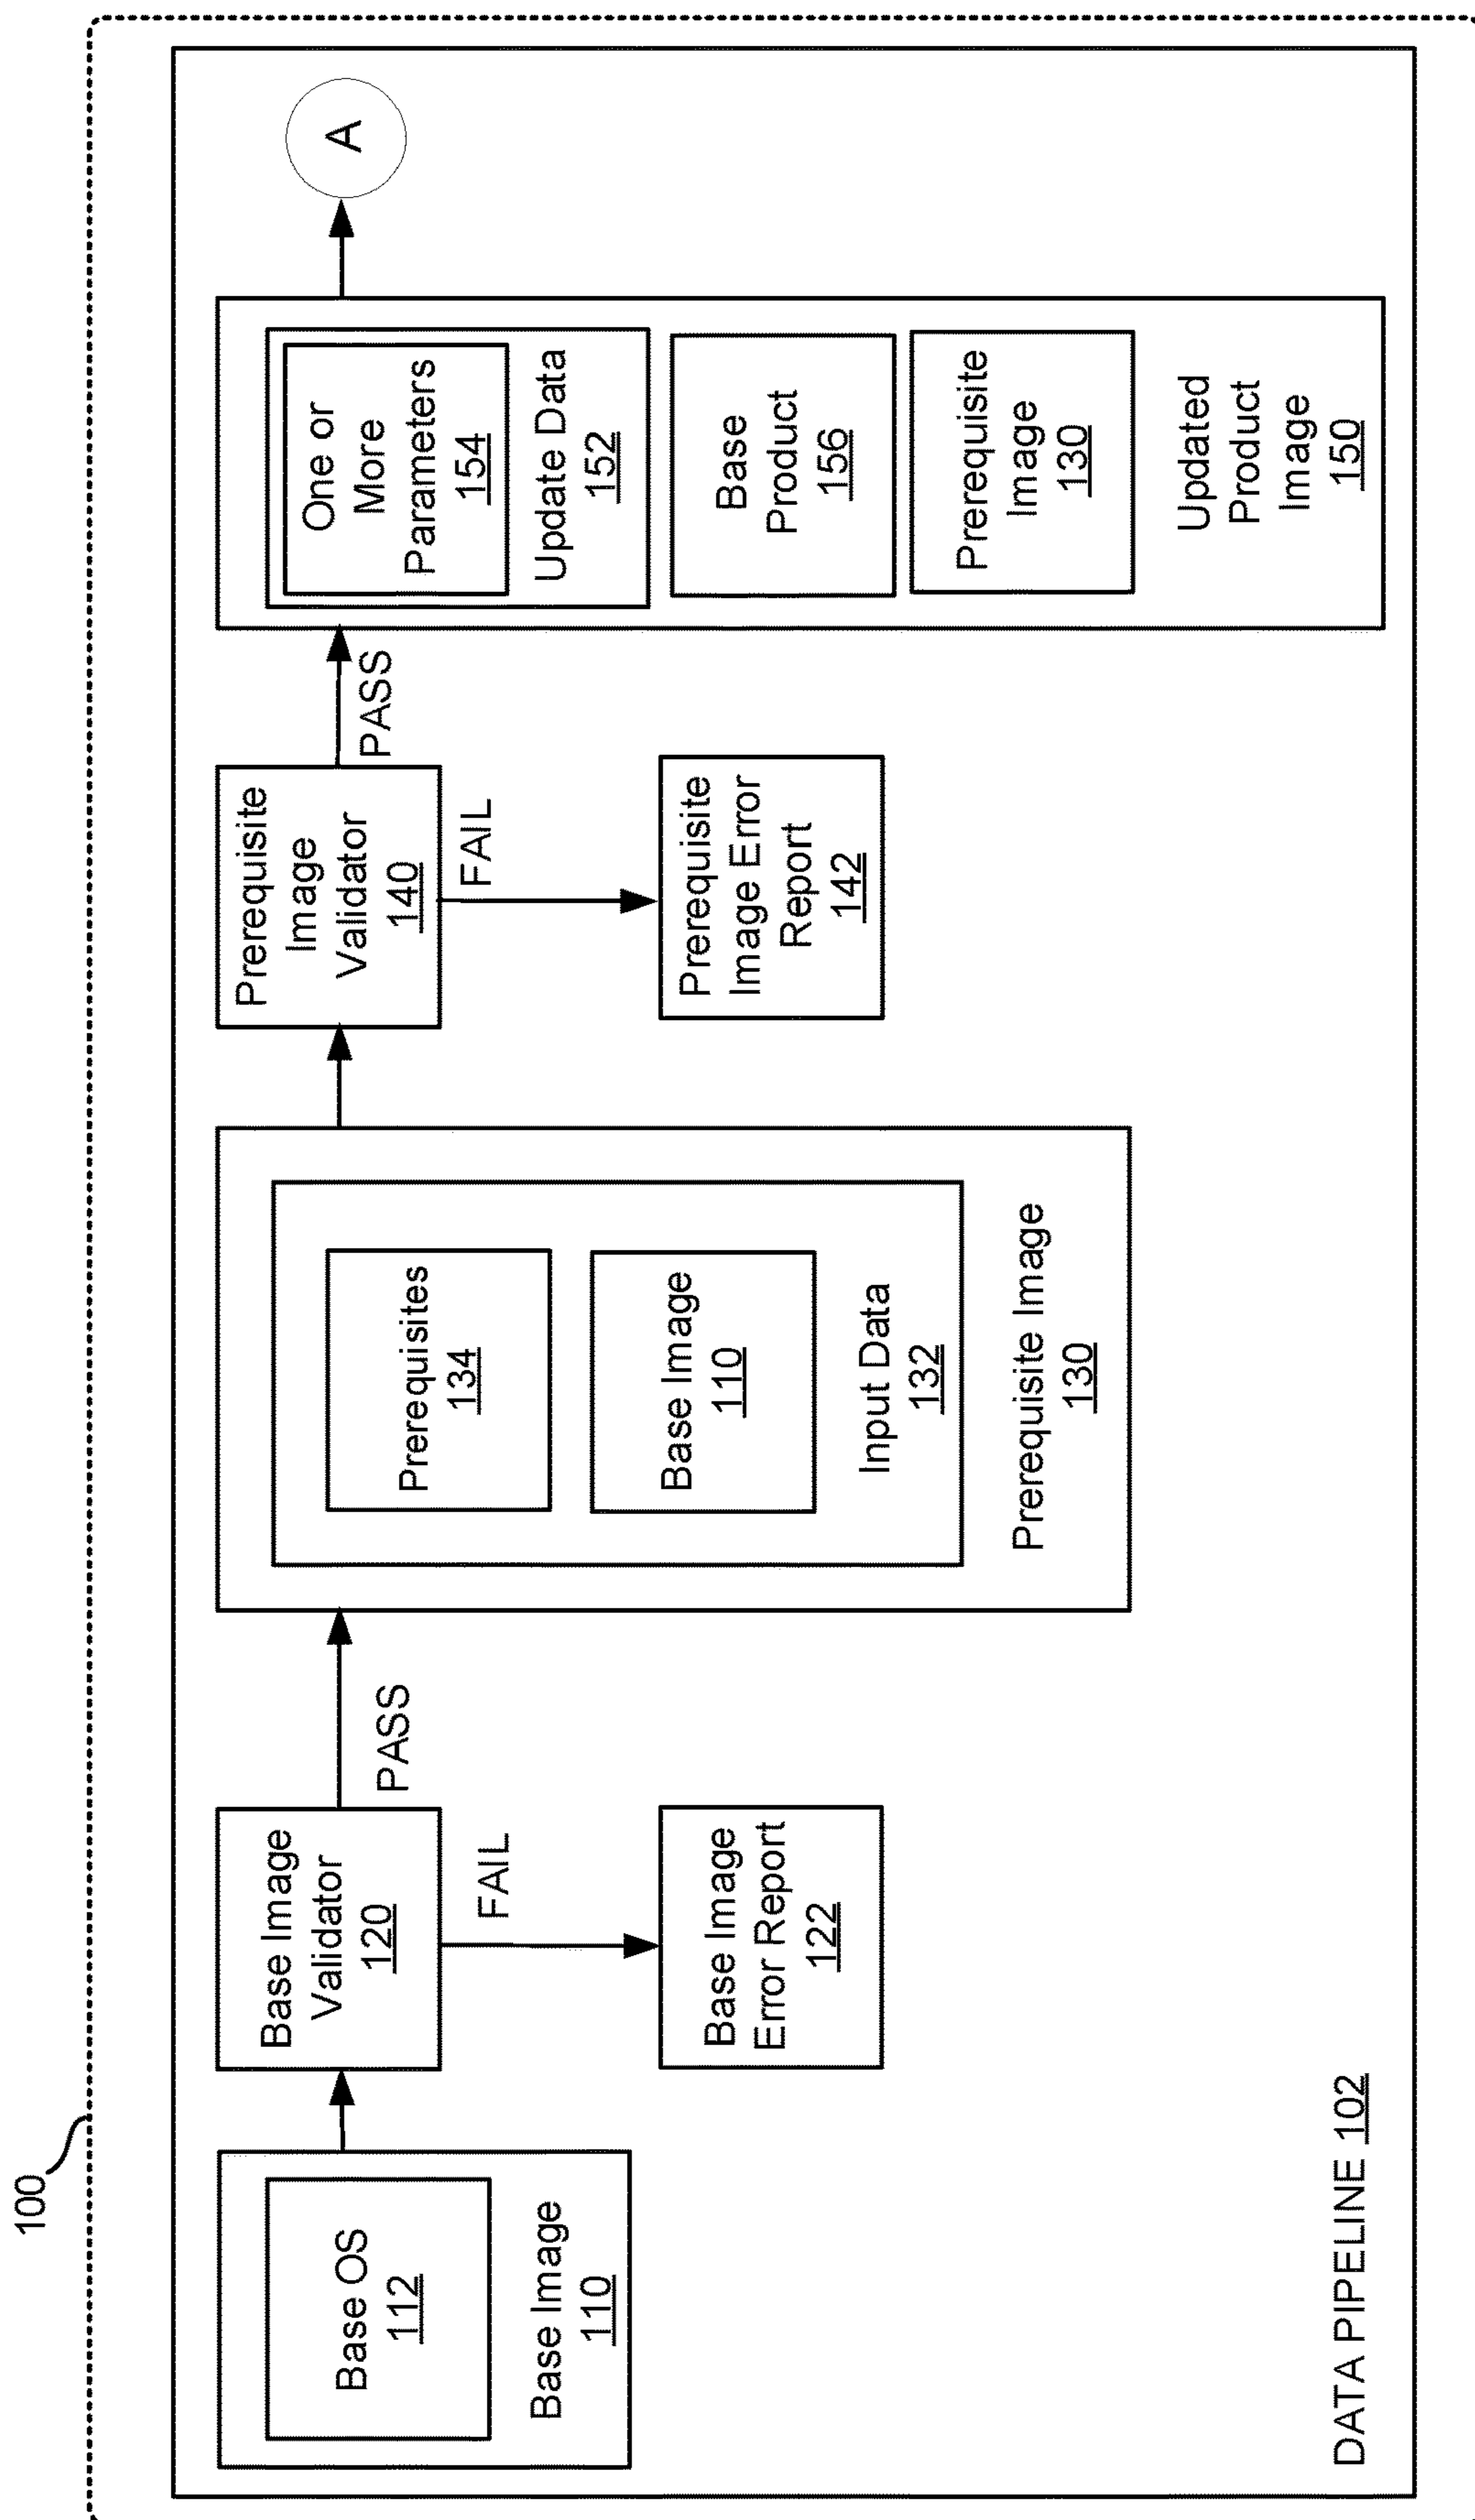 100
Base OS
112
Base Image
110
Base Image
Validator
120
PASS
FAIL
Base Image
Error Report
122
Prerequisites
134
Base Image
110
Input Data
132
Prerequisite Image
130
Prerequisite
Image
Validator
140
PASS
FAIL
Prerequisite
Image Error
Report
142
One or
More
Parameters
154
Update Data
152
Base
Product
156
Prerequisite
Image
130
Updated
Product
Image
150
A
DATA PIPELINE 102